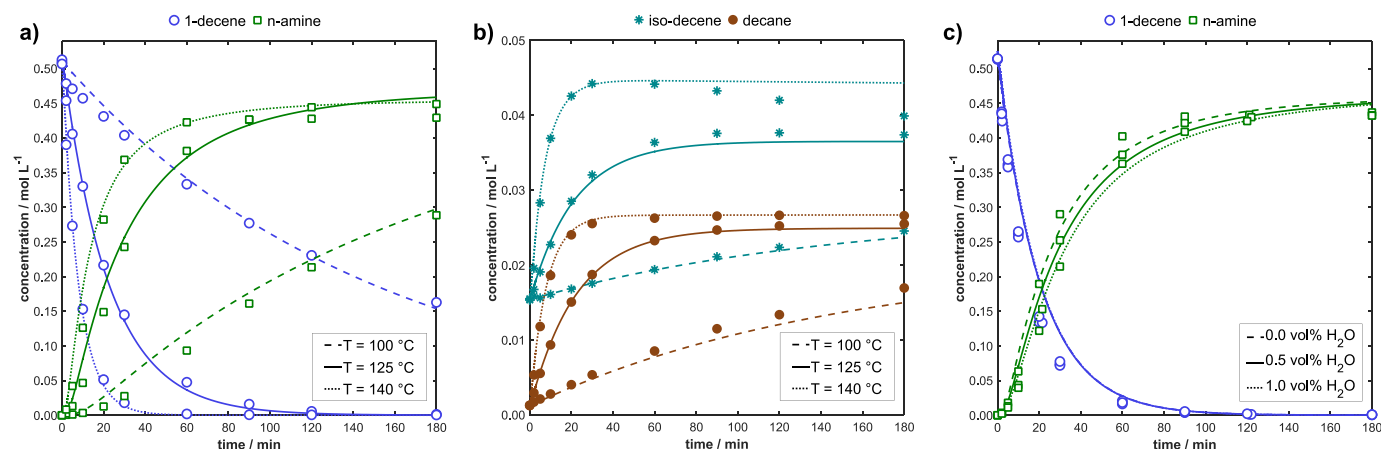 1-decene n-amine
a)
concentration / mol L⁻¹
0.50
0.45
0.40
0.35
0.30
0.25
0.20
0.15
0.10
0.05
0.00
0 20 40 60 80 100 120 140 160 180
time / min
T = 100 °C
T = 125 °C
T = 140 °C
iso-decene decane
b)
concentration / mol L⁻¹
0.05
0.04
0.03
0.02
0.01
0.00
0 20 40 60 80 100 120 140 160 180
time / min
T = 100 °C
T = 125 °C
T = 140 °C
1-decene n-amine
c)
concentration / mol L⁻¹
0.50
0.45
0.40
0.35
0.30
0.25
0.20
0.15
0.10
0.05
0.00
0 20 40 60 80 100 120 140 160 180
time / min
0.0 vol% H₂O
0.5 vol% H₂O
1.0 vol% H₂O